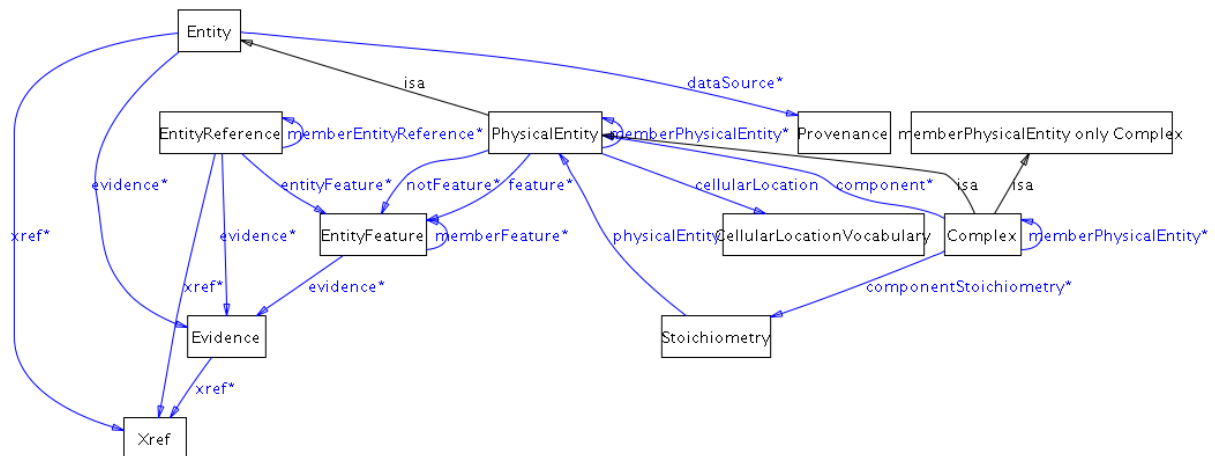 Entity
isa
dataSource*
EntityReference
memberEntityReference*
PhysicalEntity
memberPhysicalEntity*
Provenance
memberPhysicalEntity only Complex
evidence*
entityFeature*
notFeature*
feature*
cellularLocation
component*
isa
isa
xref*
evidence*
EntityFeature
memberFeature*
physicalEntity
CellularLocationVocabulary
Complex
memberPhysicalEntity*
xref*
evidence*
componentStoichiometry*
Evidence
Stoichiometry
xref*
Xref